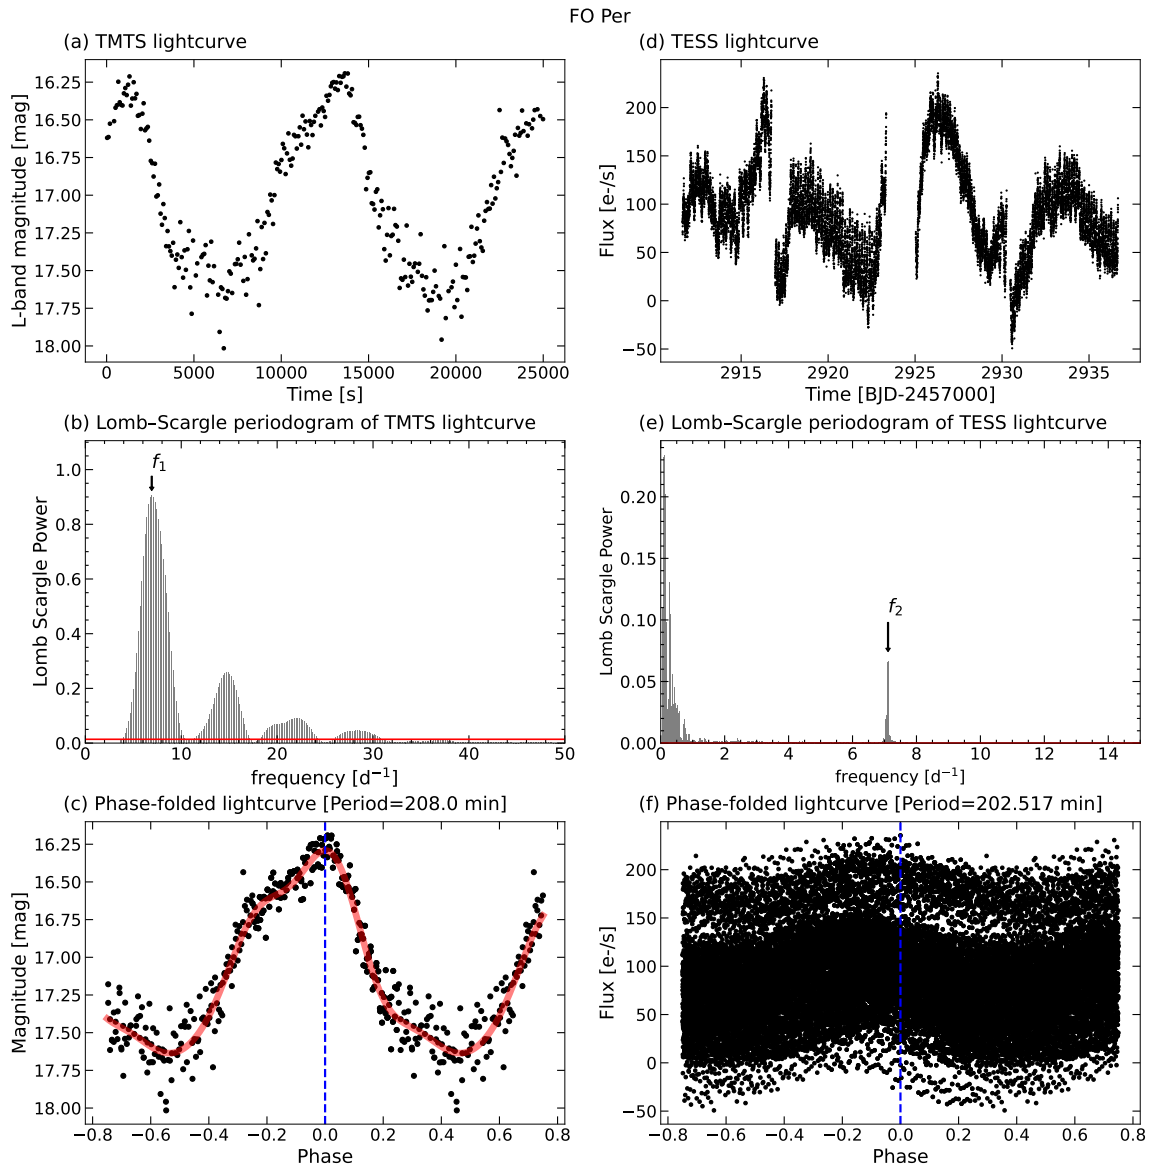 FO Per
(a) TMTS lightcurve
16.25
16.50
16.75
17.00
17.25
17.50
17.75
18.00
L-band magnitude [mag]
0 5000 10000 15000 20000 25000
Time [s]
(d) TESS lightcurve
200
150
100
50
0
−50
Flux [e-/s]
2915 2920 2925 2930 2935
Time [BJD-2457000]
(b) Lomb–Scargle periodogram of TMTS lightcurve
f1
1.0
0.8
0.6
0.4
0.2
0.0
Lomb Scargle Power
0 10 20 30 40 50
frequency [d−1]
(e) Lomb–Scargle periodogram of TESS lightcurve
f2
0.20
0.15
0.10
0.05
0.00
Lomb Scargle Power
0 2 4 6 8 10 12 14
frequency [d−1]
(c) Phase-folded lightcurve [Period=208.0 min]
16.25
16.50
16.75
17.00
17.25
17.50
17.75
18.00
Magnitude [mag]
−0.8 −0.6 −0.4 −0.2 0.0 0.2 0.4 0.6 0.8
Phase
(f) Phase-folded lightcurve [Period=202.517 min]
200
150
100
50
0
−50
Flux [e-/s]
−0.8 −0.6 −0.4 −0.2 0.0 0.2 0.4 0.6 0.8
Phase